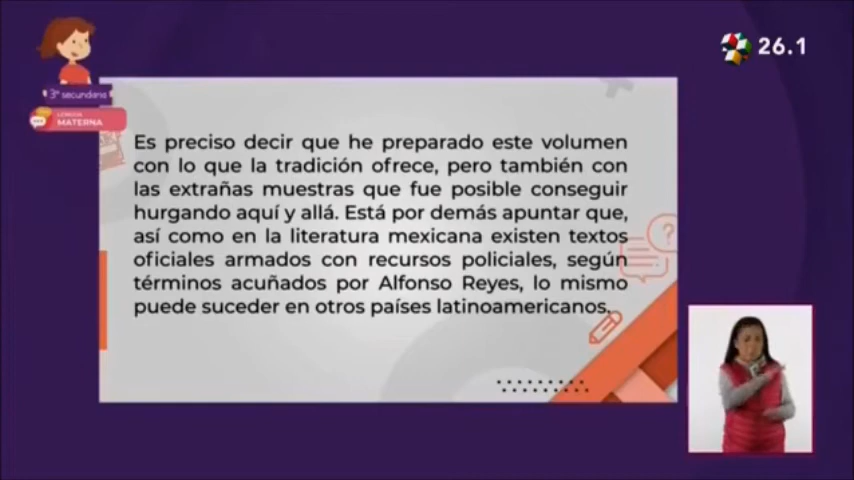 26.1
3° secundaria
LENGUA
MATERNA
Es preciso decir que he preparado este volumen
con lo que la tradición ofrece, pero también con
las extrañas muestras que fue posible conseguir
hurgando aquí y allá. Está por demás apuntar que,
así como en la literatura mexicana existen textos
oficiales armados con recursos policiales, según
términos acuñados por Alfonso Reyes, lo mismo
puede suceder en otros países latinoamericanos.